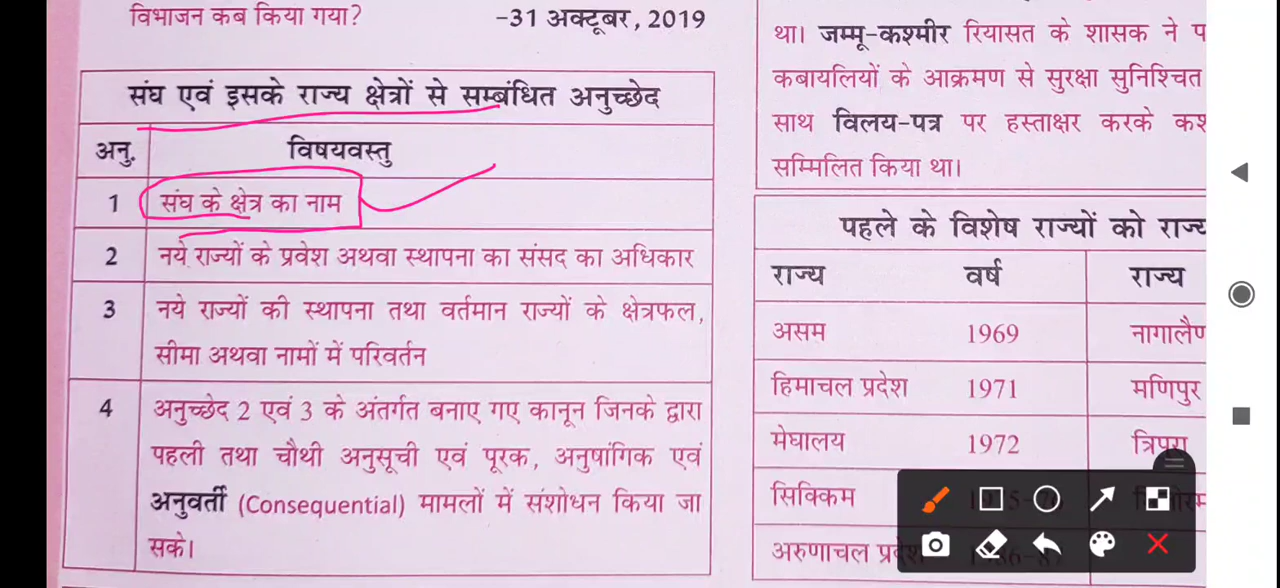 विभाजन कब किया गया? -31 अक्टूबर, 2019
संघ एवं इसके राज्य क्षेत्रों से सम्बंधित अनुच्छेद
अनु. विषयवस्तु
1 संघ के क्षेत्र का नाम
2 नये राज्यों के प्रवेश अथवा स्थापना का संसद का अधिकार
3 नये राज्यों की स्थापना तथा वर्तमान राज्यों के क्षेत्रफल,
सीमा अथवा नामों में परिवर्तन
4 अनुच्छेद 2 एवं 3 के अंतर्गत बनाए गए कानून जिनके द्वारा
पहली तथा चौथी अनुसूची एवं पूरक, अनुषांगिक एवं
अनुवर्ती (Consequential) मामलों में संशोधन किया जा
सके।
था। जम्मू-कश्मीर रियासत के शासक ने
कबायलियों के आक्रमण से सुरक्षा सुनिश्चित
साथ विलय-पत्र पर हस्ताक्षर करके
सम्मिलित किया था।
पहले के विशेष राज्यों को
राज्य वर्ष राज्य
असम 1969
हिमाचल प्रदेश 1971 मणिपुर
मेघालय 1972 त्रिपुरा
सिक्किम
अरुणाचल